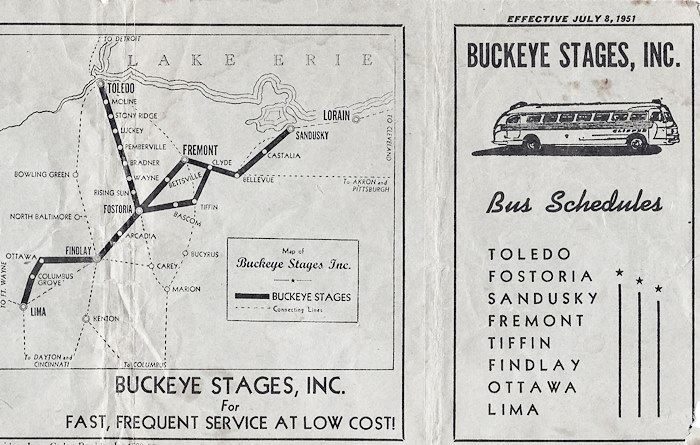 TO DETROIT
LAKE ERIE
TOLEDO
MOLINE
STONY RIDGE
LUCKEY
PEMBERVILLE
BRADNER
WAYNE
RISING SUN
FOSTORIA
BOWLING GREEN
NORTH BALTIMORE
FREMONT
BETTSVILLE
CLYDE
LORAIN
SANDUSKY
CASTALIA
BELLEVUE
TO CLEVELAND
To AKRON and
PITTSBURGH
TIFFIN
BASCOM
ARCADIA
FINDLAY
OTTAWA
COLUMBUS
GROVE
TO FT. WAYNE
LIMA
BUCYRUS
CAREY
MARION
KENTON
To DAYTON and
CINCINNATI
To COLUMBUS
Map of
Buckeye Stages Inc.
BUCKEYE STAGES
Connecting Lines
BUCKEYE STAGES, INC.
For
FAST, FREQUENT SERVICE AT LOW COST!
EFFECTIVE JULY 8, 1951
BUCKEYE STAGES, INC.
Bus Schedules
TOLEDO
FOSTORIA
SANDUSKY
FREMONT
TIFFIN
FINDLAY
OTTAWA
LIMA